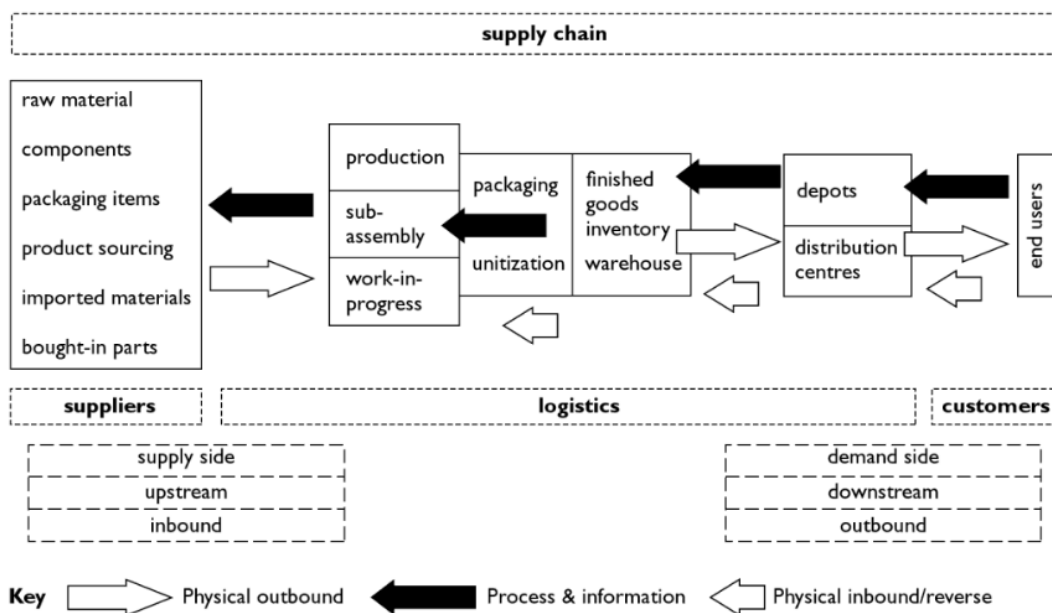 supply chain
raw material
components
packaging items
product sourcing
imported materials
bought-in parts
production
sub-
assembly
work-in-
progress
packaging
unitization
finished
goods
inventory
warehouse
depots
distribution
centres
end users
suppliers
logistics
customers
supply side
upstream
inbound
demand side
downstream
outbound
Key
Physical outbound
Process & information
Physical inbound/reverse